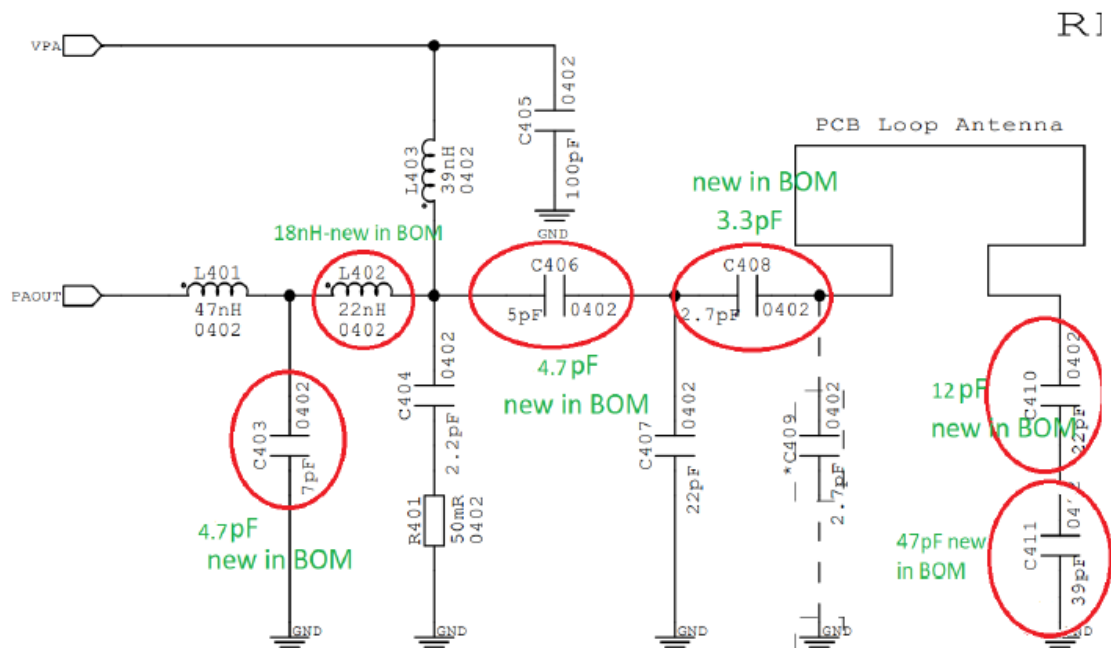 R
VPA
C405
0402
100pF
GND
L403
39nH
0402
PCB Loop Antenna
new in BOM
3.3pF
18nH-new in BOM
PAOUT
L401
47nH
0402
L402
22nH
0402
C406
5pF
0402
4.7pF
new in BOM
C408
2.7pF
0402
C403
0402
7pF
4.7pF
new in BOM
C404
0402
2.2pF
R401
50mR
0402
C407
0402
22pF
*C409
0402
2.7pF
C410
0402
22pF
12pF
new in BOM
C411
39pF
47pF new
in BOM
GND
GND
GND
GND
GND